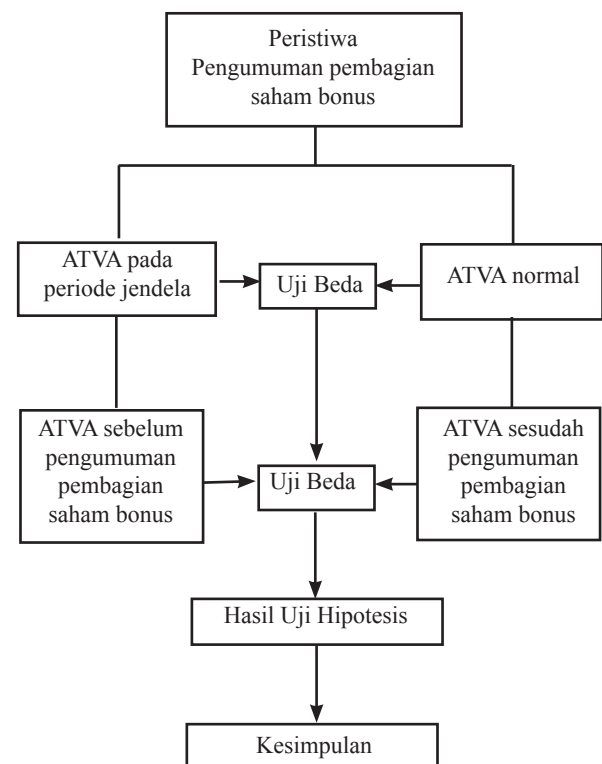 Peristiwa
Pengumuman pembagian
saham bonus
ATVA pada
periode jendela
Uji Beda
ATVA normal
ATVA sebelum
pengumuman
pembagian
saham bonus
Uji Beda
ATVA sesudah
pengumuman
pembagian
saham bonus
Hasil Uji Hipotesis
Kesimpulan